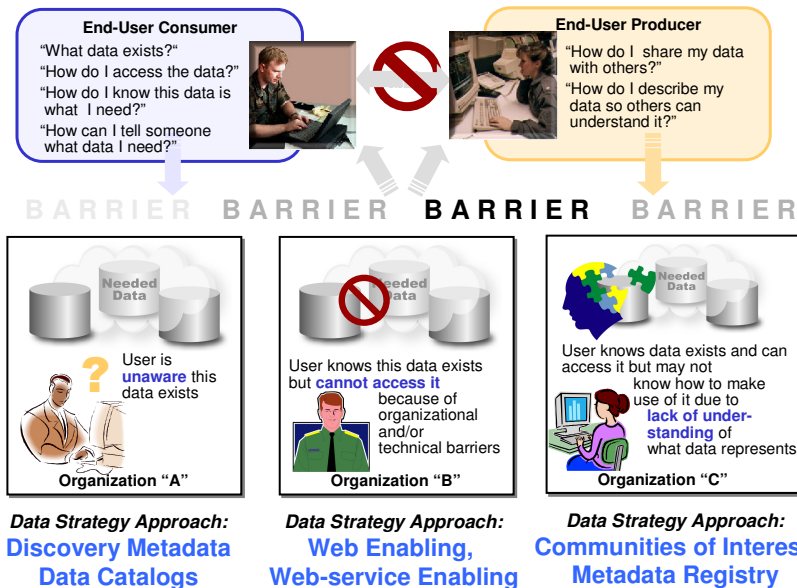 End-User Consumer
“What data exists?“
“How do I access the data?”
“How do I know this data is
what I need?”
“How can I tell someone
what data I need?”
End-User Producer
“How do I share my data
with others?”
“How do I describe my
data so others can
understand it?”
BARRIER BARRIER BARRIER BARRIER
Needed
Data
?
User is
unaware this
data exists
Organization “A”
Needed
Data
User knows this data exists
but cannot access it
because of
organizational
and/or
technical barriers
Organization “B”
Needed
Data
User knows data exists and can
access it but may not
know how to make
use of it due to
lack of under-
standing of
what data represents
Organization “C”
Data Strategy Approach:
Discovery Metadata
Data Catalogs
Data Strategy Approach:
Web Enabling,
Web-service Enabling
Data Strategy Approach:
Communities of Interes
Metadata Registry